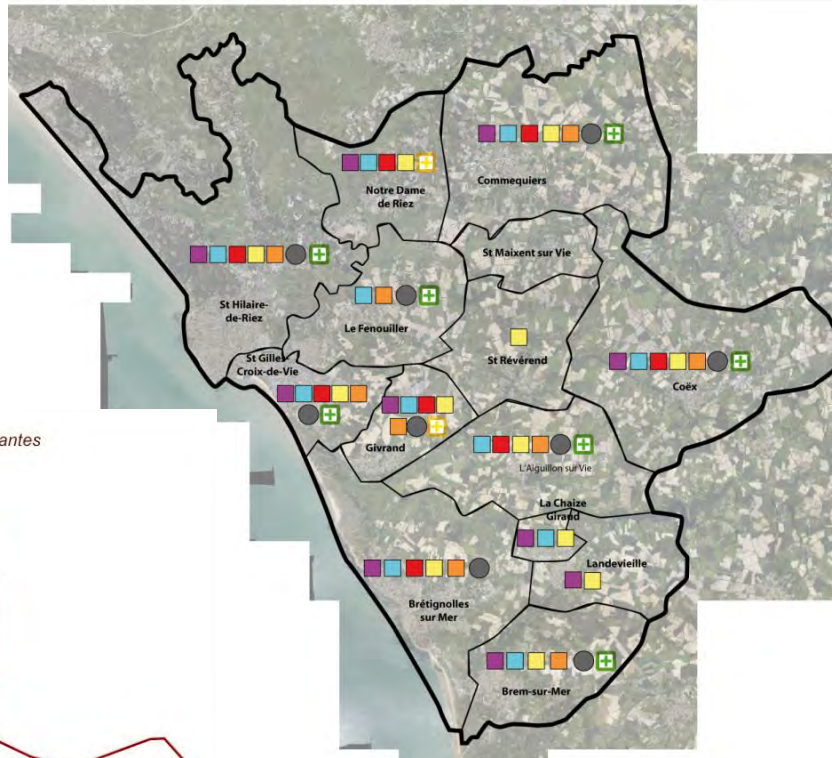 Commequiers
Notre Dame
de Riez
St Maixent sur Vie
St Hilaire-
de-Riez
Le Fenouiller
St Gilles
Croix-de-Vie
St Révérend
Coëx
Givrand
antes
L'Aiguillon sur Vie
La Chaize
Giraud
Landevieille
Brétignolles
sur Mer
Brem-sur-Mer